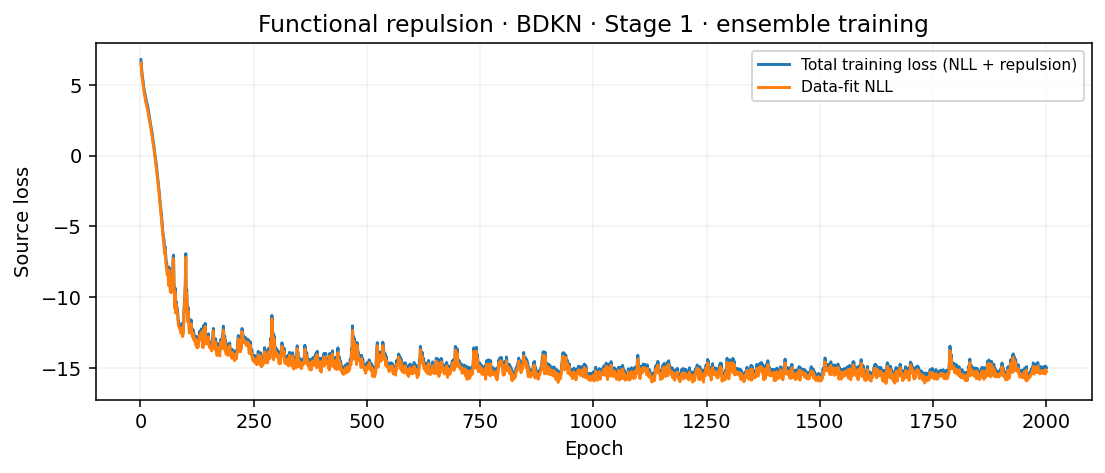 Functional repulsion · BDKN · Stage 1 · ensemble training
Total training loss (NLL + repulsion)
Data-fit NLL
Source loss
5
0
−5
−10
−15
0 250 500 750 1000 1250 1500 1750 2000
Epoch